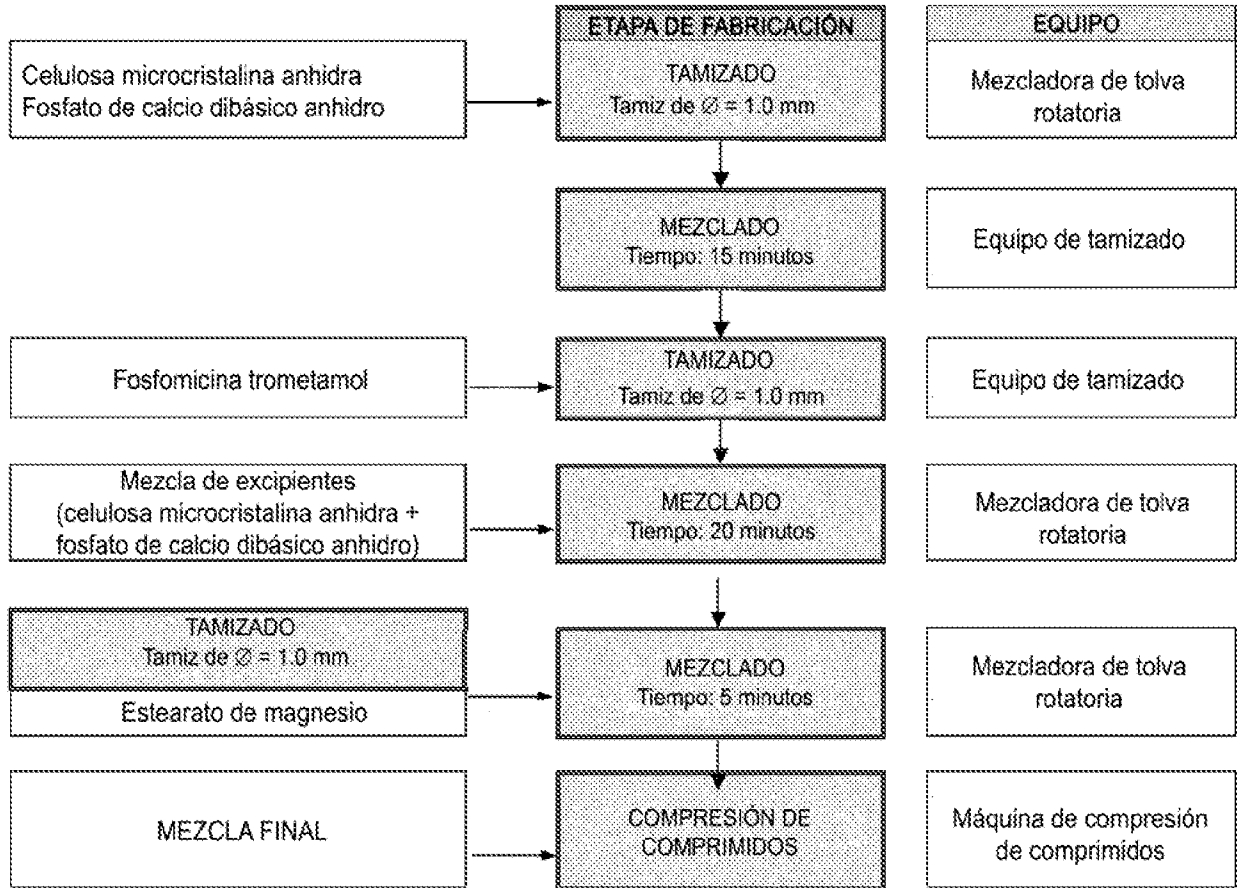 ETAPA DE FABRICACIÓN
EQUIPO
Celulosa microcristalina anhidra
Fosfato de calcio dibásico anhidro
TAMIZADO
Tamiz de ∅ = 1.0 mm
Mezcladora de tolva
rotatoria
MEZCLADO
Tiempo: 15 minutos
Equipo de tamizado
Fosfomicina trometamol
TAMIZADO
Tamiz de ∅ = 1.0 mm
Equipo de tamizado
Mezcla de excipientes
(celulosa microcristalina anhidra +
fosfato de calcio dibásico anhidro)
MEZCLADO
Tiempo: 20 minutos
Mezcladora de tolva
rotatoria
TAMIZADO
Tamiz de ∅ = 1.0 mm
Estearato de magnesio
MEZCLADO
Tiempo: 5 minutos
Mezcladora de tolva
rotatoria
MEZCLA FINAL
COMPRESIÓN DE
COMPRIMIDOS
Máquina de compresión
de comprimidos